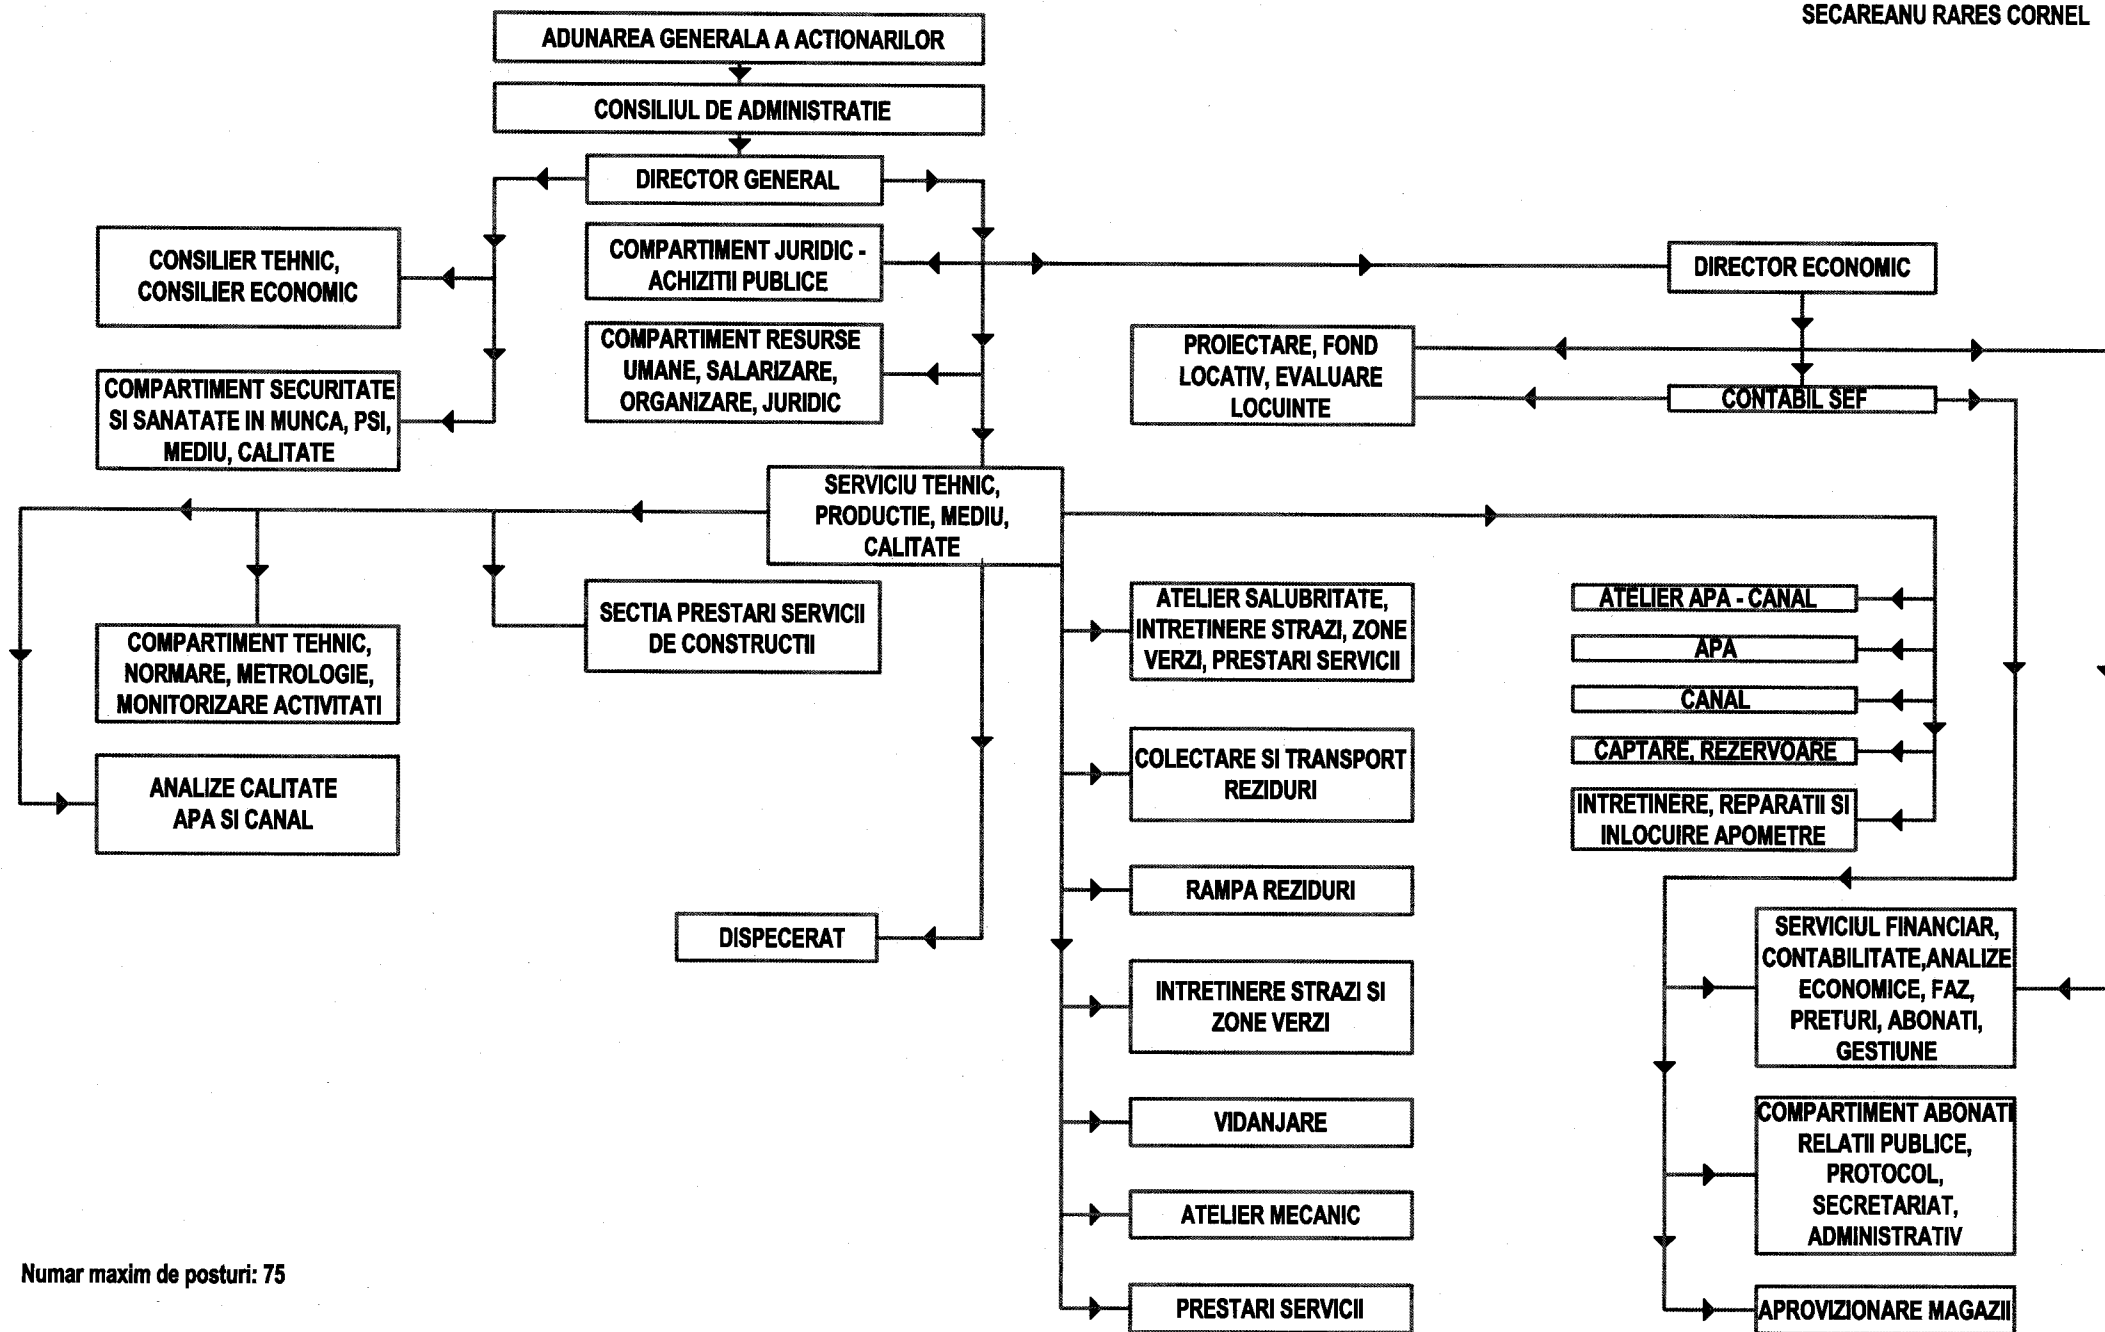 SECAREANU RARES CORNEL
ADUNAREA GENERALA A ACTIONARILOR
CONSILIUL DE ADMINISTRATIE
DIRECTOR GENERAL
CONSILIER TEHNIC,
CONSILIER ECONOMIC
COMPARTIMENT JURIDIC -
ACHIZITII PUBLICE
DIRECTOR ECONOMIC
COMPARTIMENT RESURSE
UMANE, SALARIZARE,
ORGANIZARE, JURIDIC
PROIECTARE, FOND
LOCATIV, EVALUARE
LOCUINTE
CONTABIL SEF
COMPARTIMENT SECURITATE
SI SANATATE IN MUNCA, PSI,
MEDIU, CALITATE
SERVICIU TEHNIC,
PRODUCTIE, MEDIU,
CALITATE
SECTIA PRESTARI SERVICII
DE CONSTRUCTII
COMPARTIMENT TEHNIC,
NORMARE, METROLOGIE,
MONITORIZARE ACTIVITATI
ANALIZE CALITATE
APA SI CANAL
DISPECERAT
ATELIER SALUBRITATE,
INTRETINERE STRAZI, ZONE
VERZI, PRESTARI SERVICII
COLECTARE SI TRANSPORT
REZIDURI
RAMPA REZIDURI
INTRETINERE STRAZI SI
ZONE VERZI
VIDANJARE
ATELIER MECANIC
PRESTARI SERVICII
ATELIER APA - CANAL
APA
CANAL
CAPTARE, REZERVOARE
INTRETINERE, REPARATII SI
INLOCUIRE APOMETRE
SERVICIUL FINANCIAR,
CONTABILITATE,ANALIZE
ECONOMICE, FAZ,
PRETURI, ABONATI,
GESTIUNE
COMPARTIMENT ABONATI
RELATII PUBLICE,
PROTOCOL,
SECRETARIAT,
ADMINISTRATIV
APROVIZIONARE MAGAZII
Numar maxim de posturi: 75